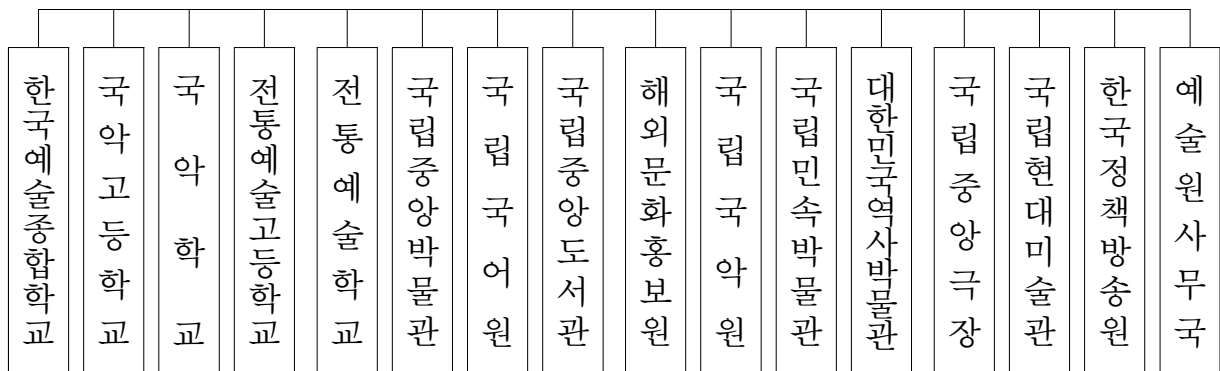 한국예술종합학교
국악고등학교
국악학교
전통예술고등학교
전통예술학교
국립중앙박물관
국립국어원
국립중앙도서관
해외문화홍보원
국립국악원
국립민속박물관
대한민국역사박물관
국립중앙극장
국립현대미술관
한국정책방송원
예술원사무국